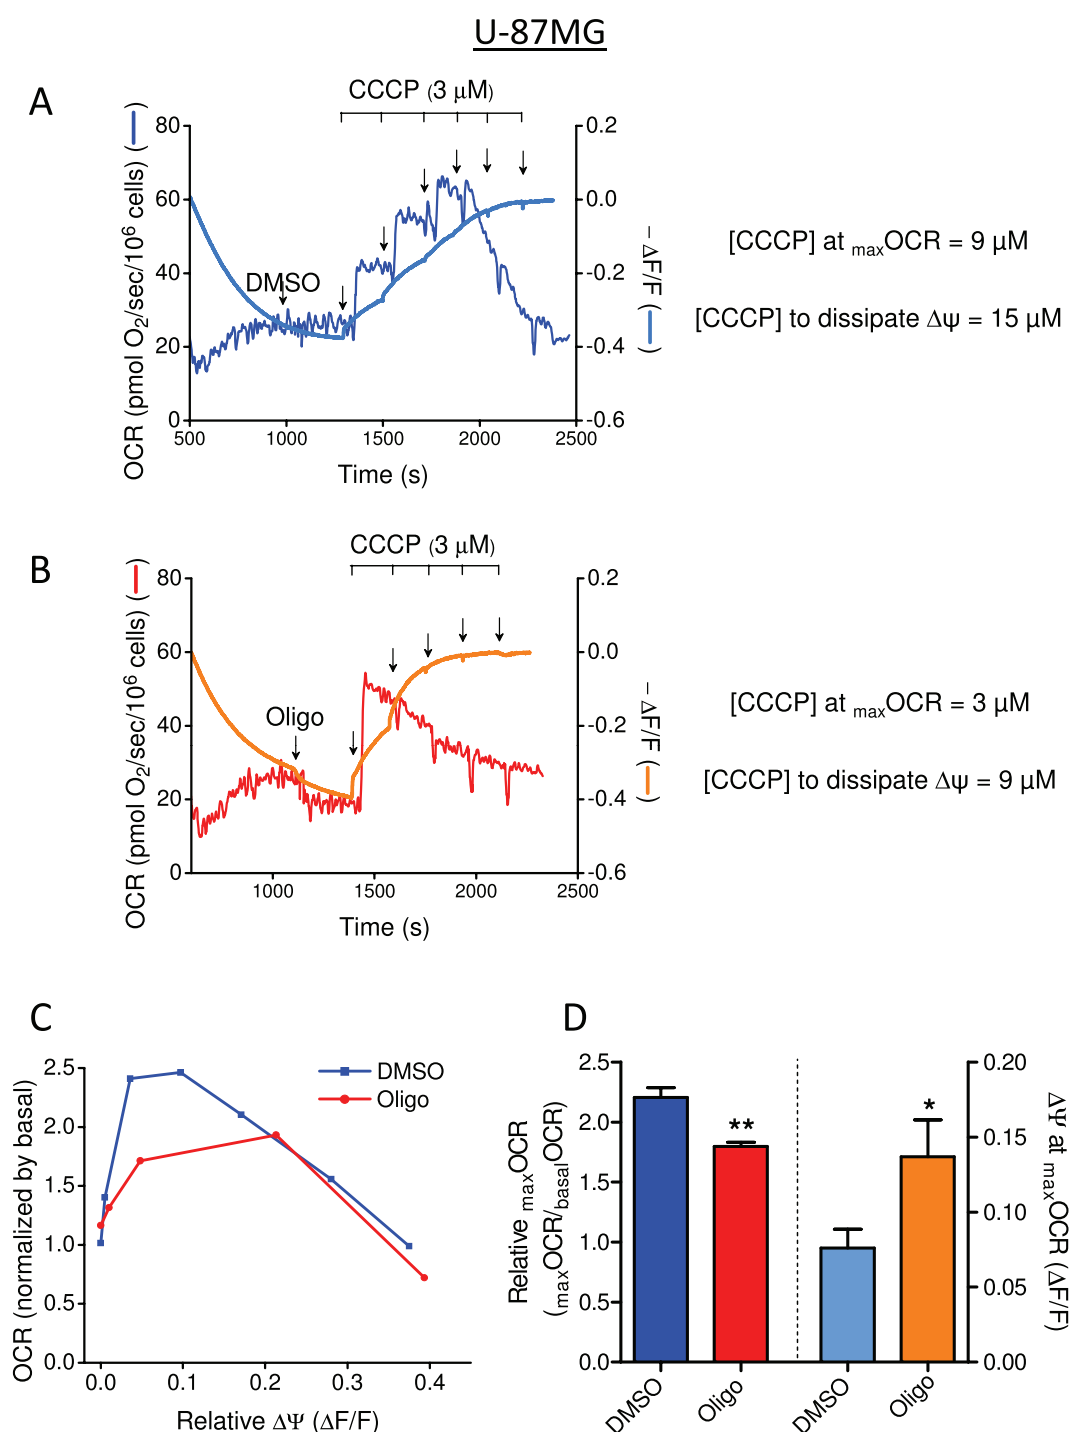 U-87MG
A
CCCP (3 μM)
OCR (pmol O2/sec/10^6 cells) (—)
80
60
40
20
0
DMSO
0.2
0.0
-0.2
-0.4
-0.6
– ΔF/F (—)
500
1000
1500
2000
2500
Time (s)
[CCCP] at maxOCR = 9 μM
[CCCP] to dissipate Δψ = 15 μM
B
CCCP (3 μM)
OCR (pmol O2/sec/10^6 cells) (—)
80
60
40
20
0
Oligo
0.2
0.0
-0.2
-0.4
-0.6
– ΔF/F (—)
1000
1500
2000
2500
Time (s)
[CCCP] at maxOCR = 3 μM
[CCCP] to dissipate Δψ = 9 μM
C
OCR (normalized by basal)
2.5
2.0
1.5
1.0
0.5
0.0
DMSO
Oligo
0.0
0.1
0.2
0.3
0.4
Relative ΔΨ (ΔF/F)
D
Relative maxOCR
(maxOCR/basalOCR)
2.5
2.0
1.5
1.0
0.5
0.0
**
*
0.20
0.15
0.10
0.05
0.00
ΔΨ at maxOCR (ΔF/F)
DMSO
Oligo
DMSO
Oligo